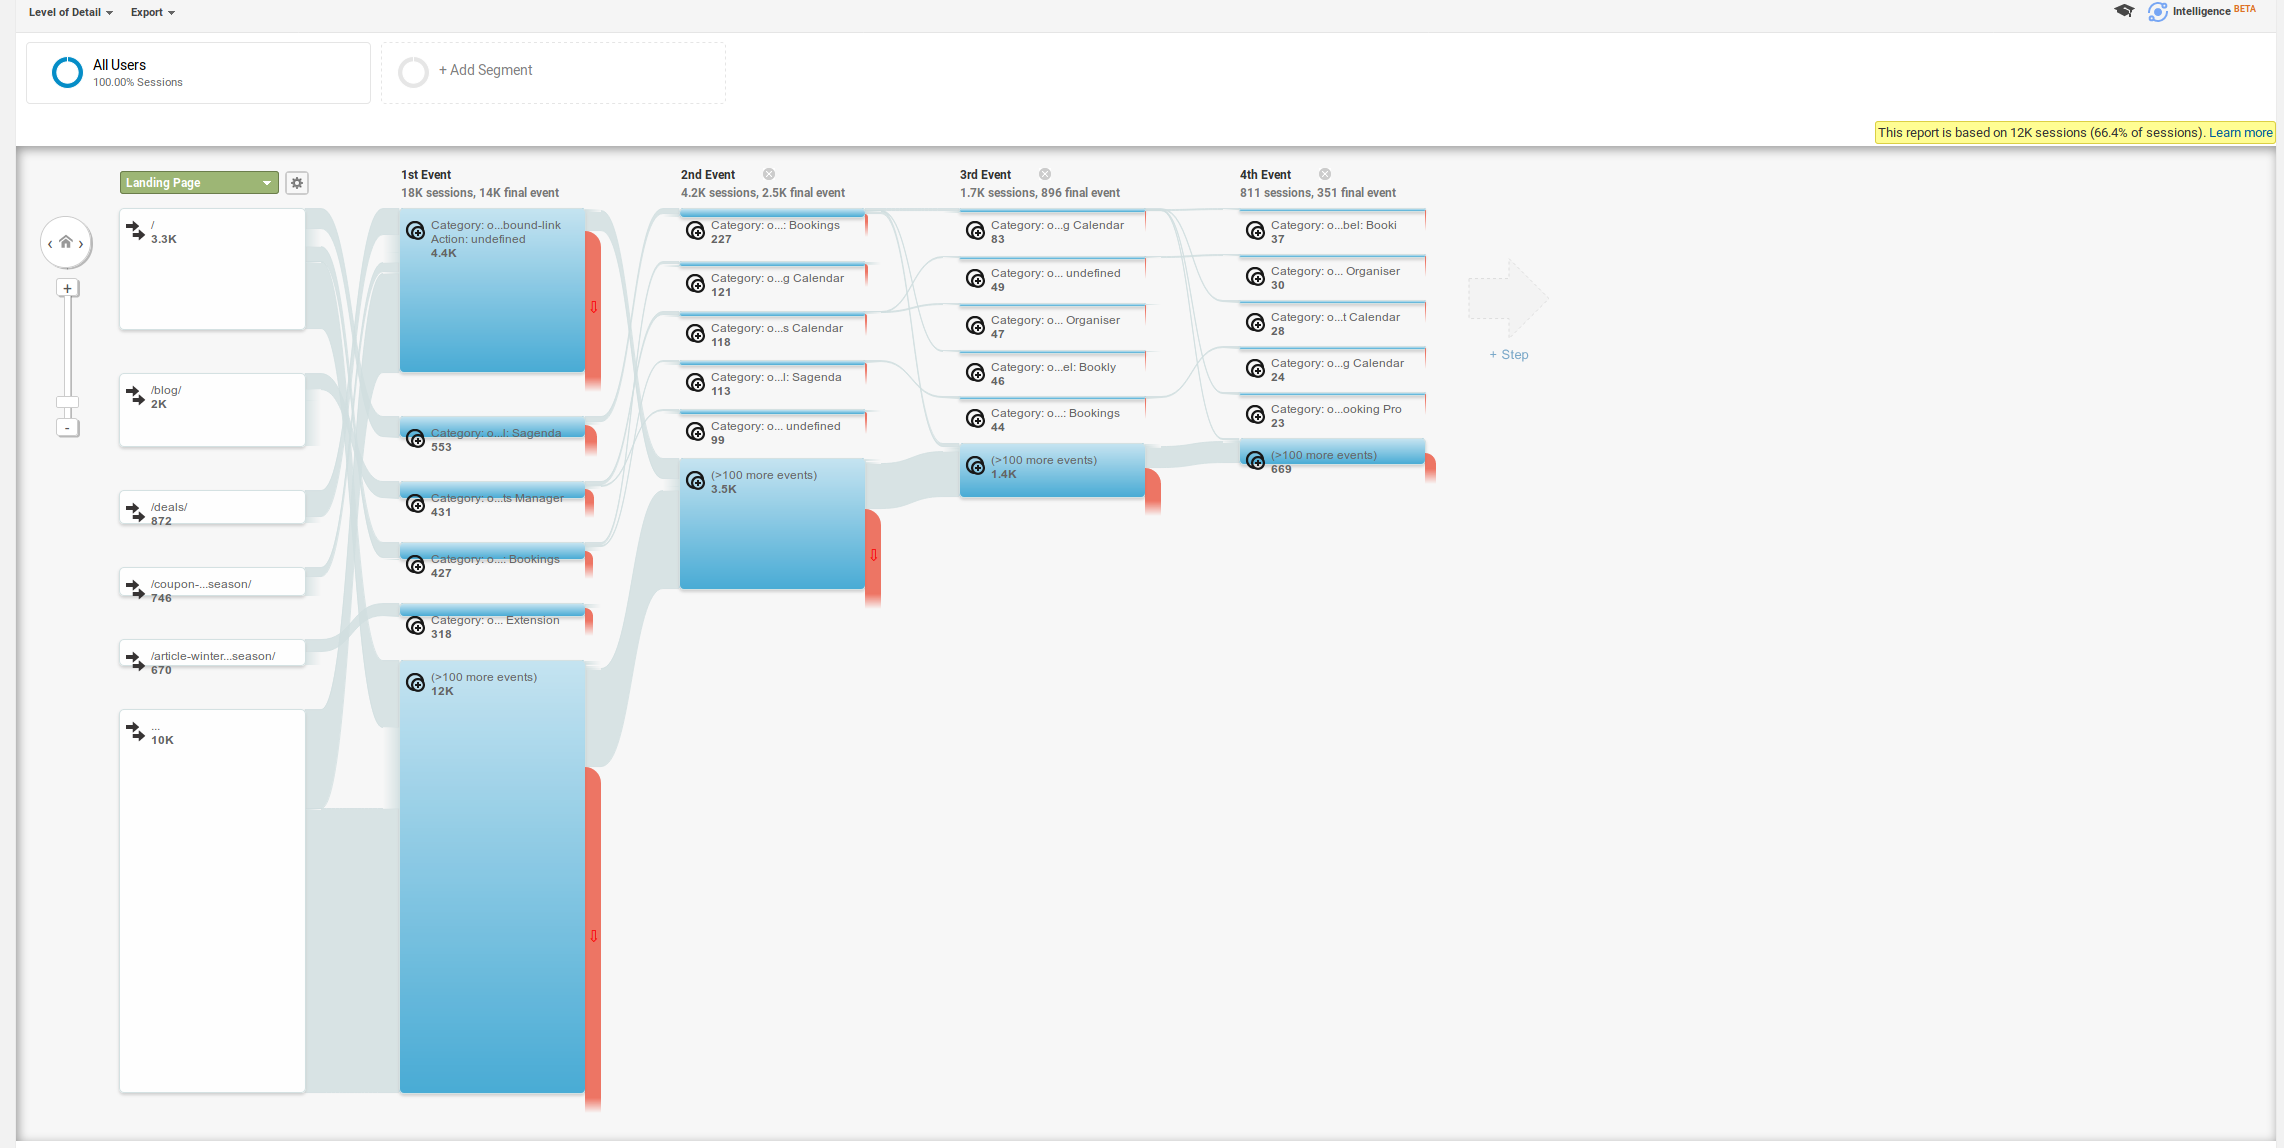 Level of Detail
Export
Intelligence BETA
All Users
100.00% Sessions
+ Add Segment
This report is based on 12K sessions (66.4% of sessions). Learn more
Landing Page
/
3.3K
/blog/
2K
/deals/
872
/coupon-...season/
746
/article-winter...season/
670
...
10K
+
-
1st Event
18K sessions, 14K final event
Category: o...bound-link
Action: undefined
4.4K
Category: o...l: Sagenda
553
Category: o...ts Manager
431
Category: o...: Bookings
427
Category: o... Extension
318
(>100 more events)
12K
2nd Event
4.2K sessions, 2.5K final event
Category: o...: Bookings
227
Category: o...g Calendar
121
Category: o...s Calendar
118
Category: o...l: Sagenda
113
Category: o... undefined
99
(>100 more events)
3.5K
3rd Event
1.7K sessions, 896 final event
Category: o...g Calendar
83
Category: o... undefined
49
Category: o... Organiser
47
Category: o...el: Bookly
46
Category: o...: Bookings
44
(>100 more events)
1.4K
4th Event
811 sessions, 351 final event
Category: o...bel: Booki
37
Category: o... Organiser
30
Category: o...t Calendar
28
Category: o...g Calendar
24
Category: o...ooking Pro
23
(>100 more events)
669
+ Step